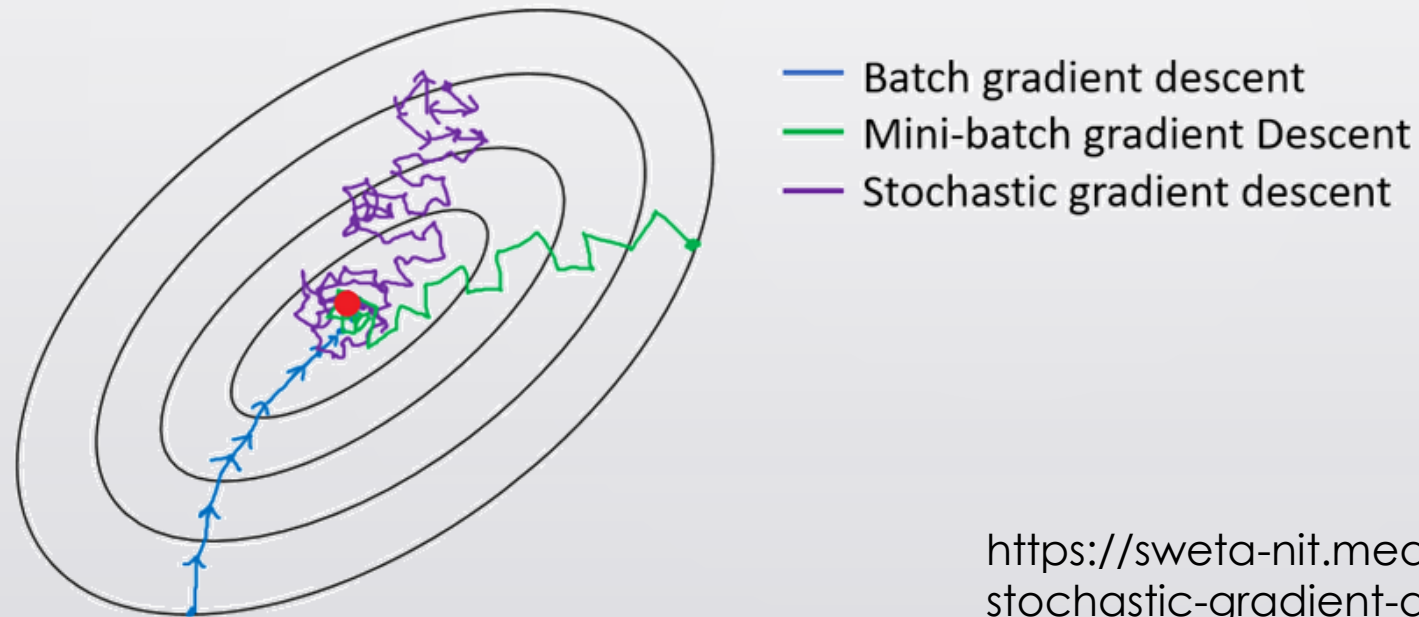 Batch gradient descent
Mini-batch gradient Descent
Stochastic gradient descent
https://sweta-nit.med
stochastic-gradient-d